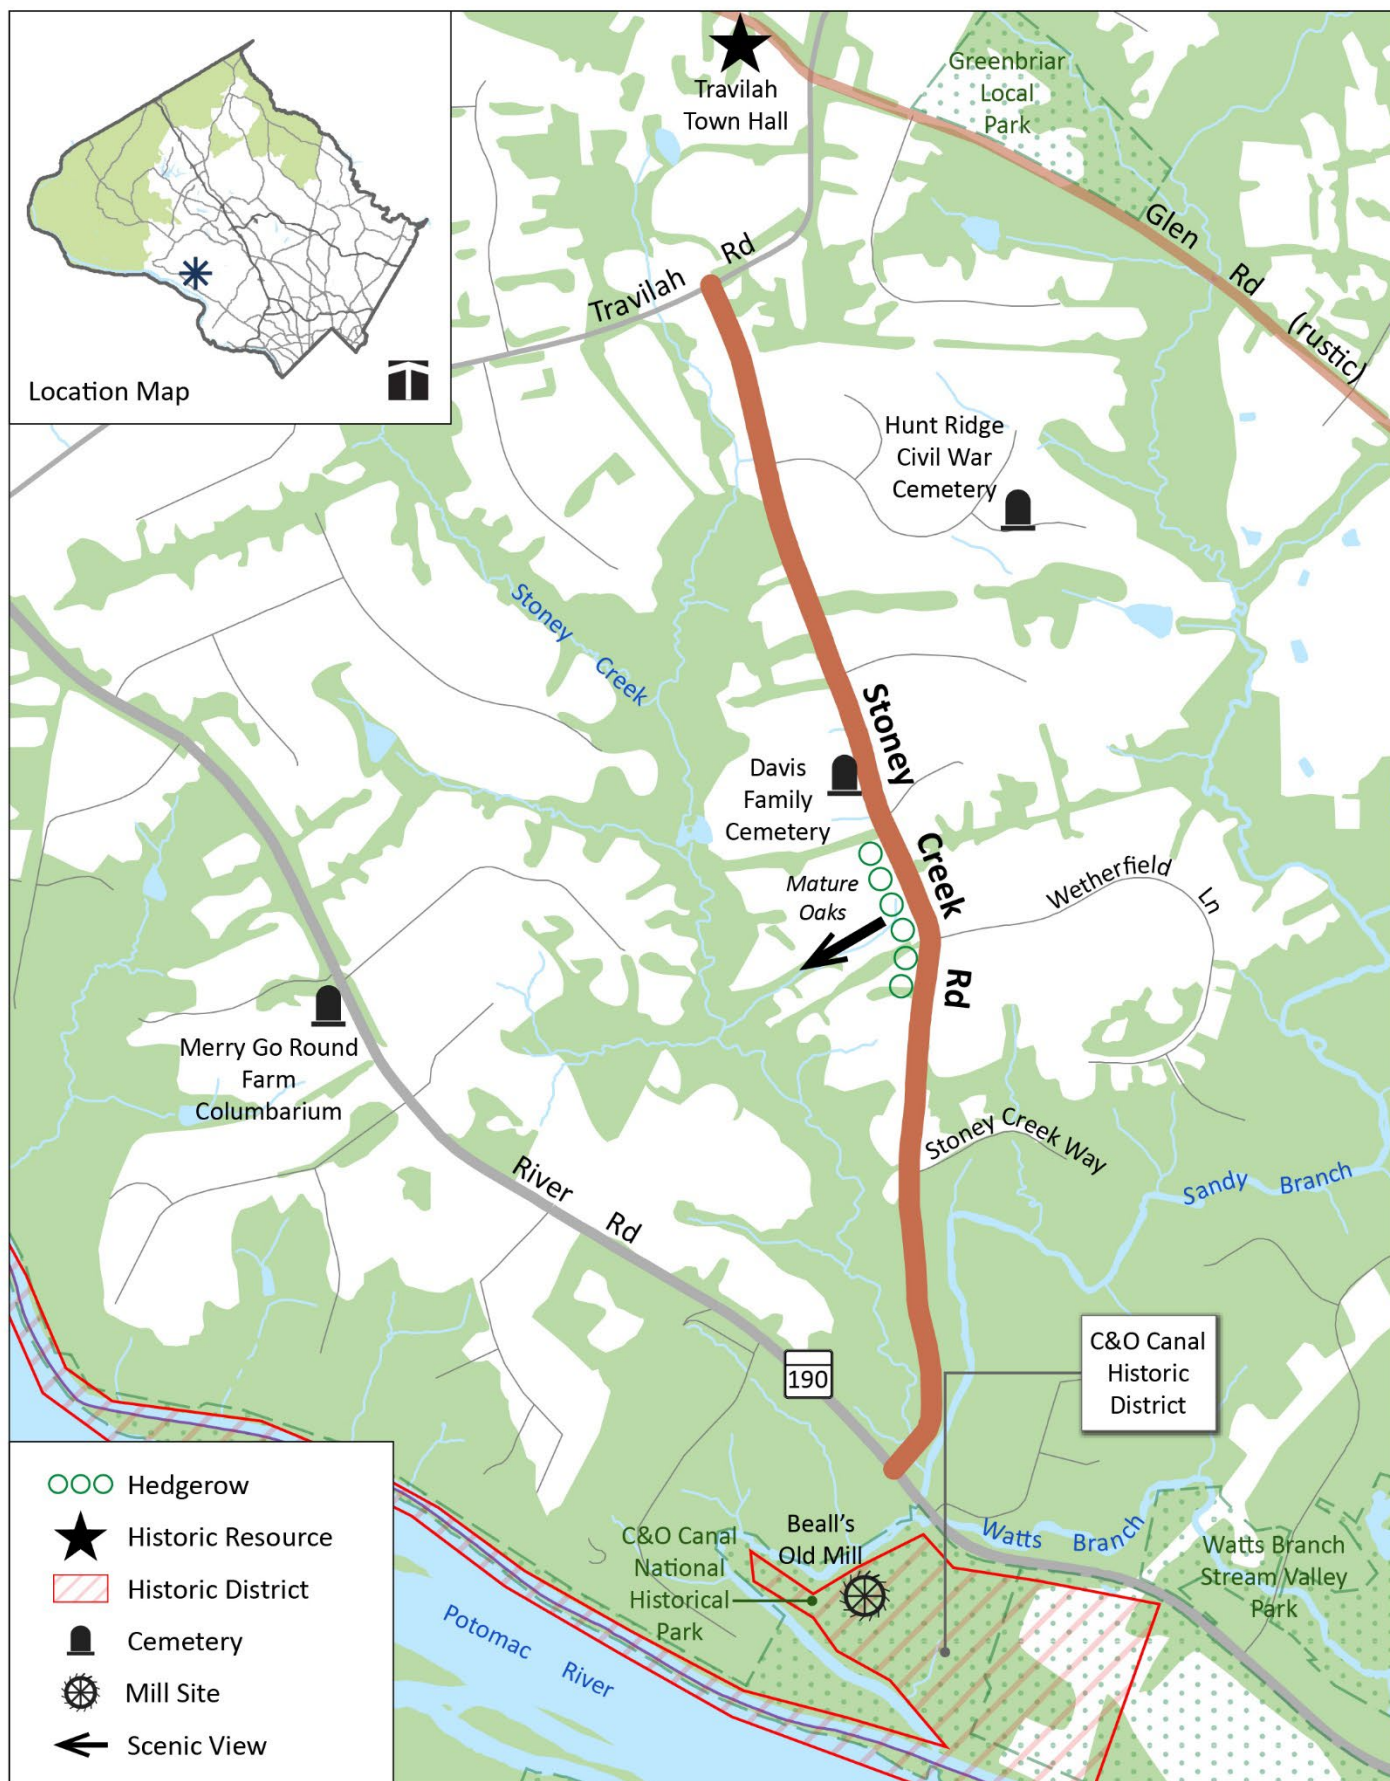 Location Map
Travilah
Town Hall
Greenbriar
Local
Park
Glen Rd (rustic)
Travilah Rd
Hunt Ridge
Civil War
Cemetery
Stoney Creek
Stoney Creek Rd
Davis
Family
Cemetery
Mature
Oaks
Wetherfield Ln
Merry Go Round
Farm
Columbarium
Stoney Creek Way
Sandy Branch
River Rd
190
C&O Canal
Historic
District
Beall's
Old Mill
C&O Canal
National
Historical
Park
Watts Branch
Watts Branch
Stream Valley
Park
Potomac River
Hedgerow
Historic Resource
Historic District
Cemetery
Mill Site
Scenic View